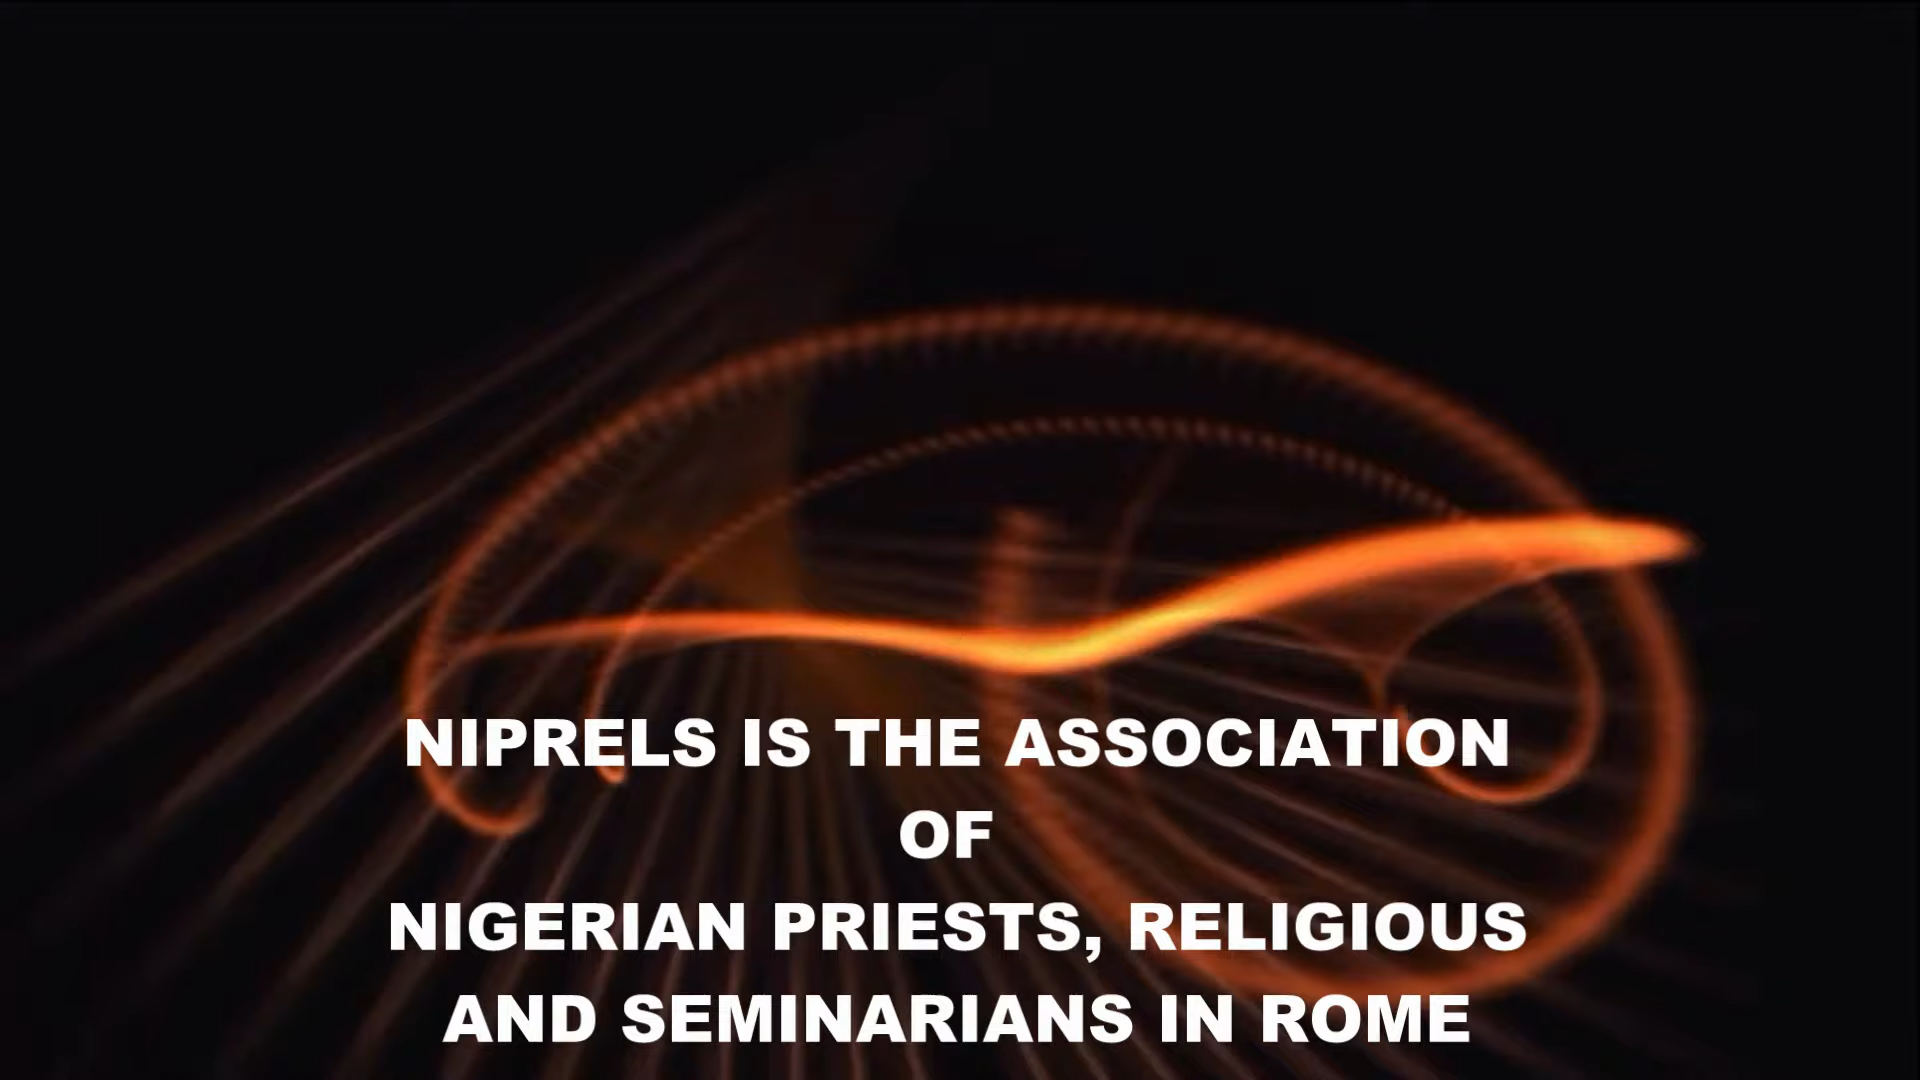 NIPRELS IS THE ASSOCIATION
OF
NIGERIAN PRIESTS, RELIGIOUS
AND SEMINARIANS IN ROME